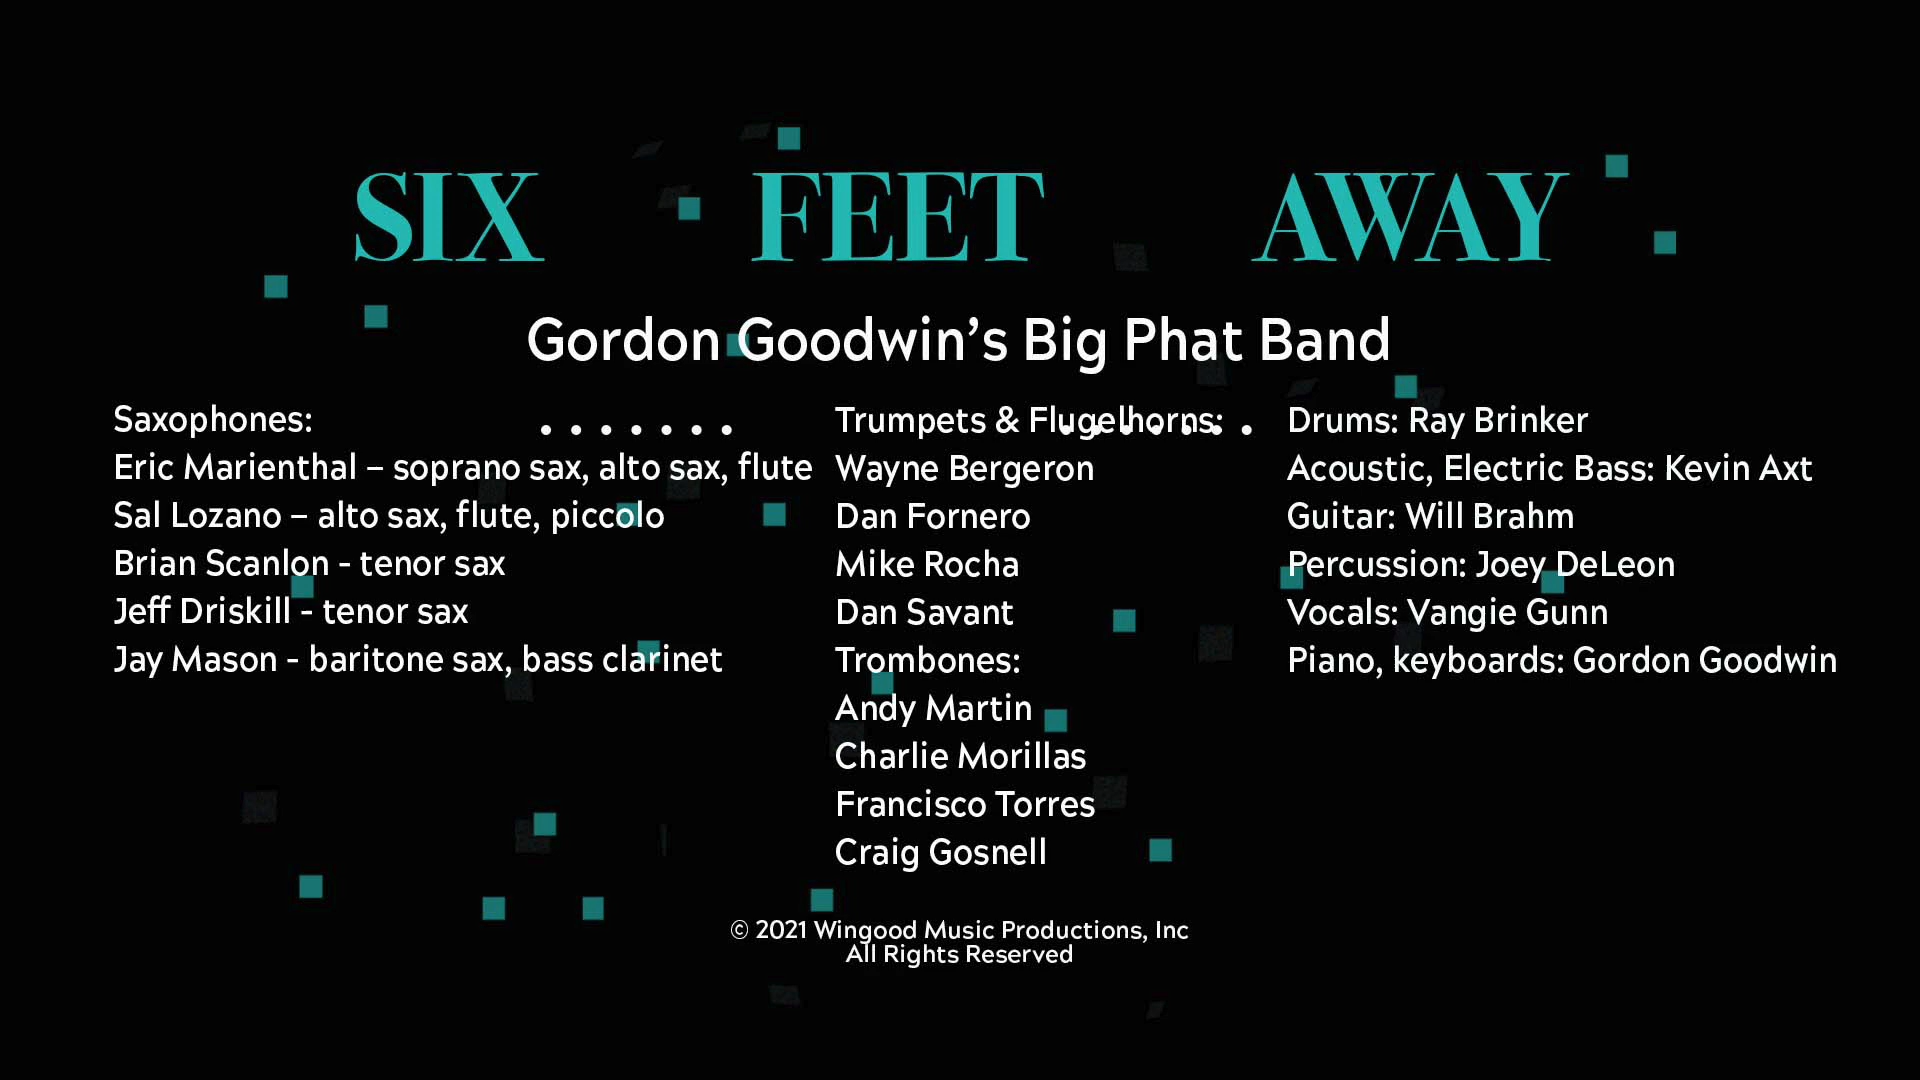 SIX FEET AWAY
Gordon Goodwin’s Big Phat Band
Saxophones:
Eric Marienthal – soprano sax, alto sax, flute
Sal Lozano – alto sax, flute, piccolo
Brian Scanlon - tenor sax
Jeff Driskill - tenor sax
Jay Mason - baritone sax, bass clarinet
Trumpets & Flugelhorns:
Wayne Bergeron
Dan Fornero
Mike Rocha
Dan Savant
Trombones:
Andy Martin
Charlie Morillas
Francisco Torres
Craig Gosnell
Drums: Ray Brinker
Acoustic, Electric Bass: Kevin Axt
Guitar: Will Brahm
Percussion: Joey DeLeon
Vocals: Vangie Gunn
Piano, keyboards: Gordon Goodwin
© 2021 Wingood Music Productions, Inc
All Rights Reserved